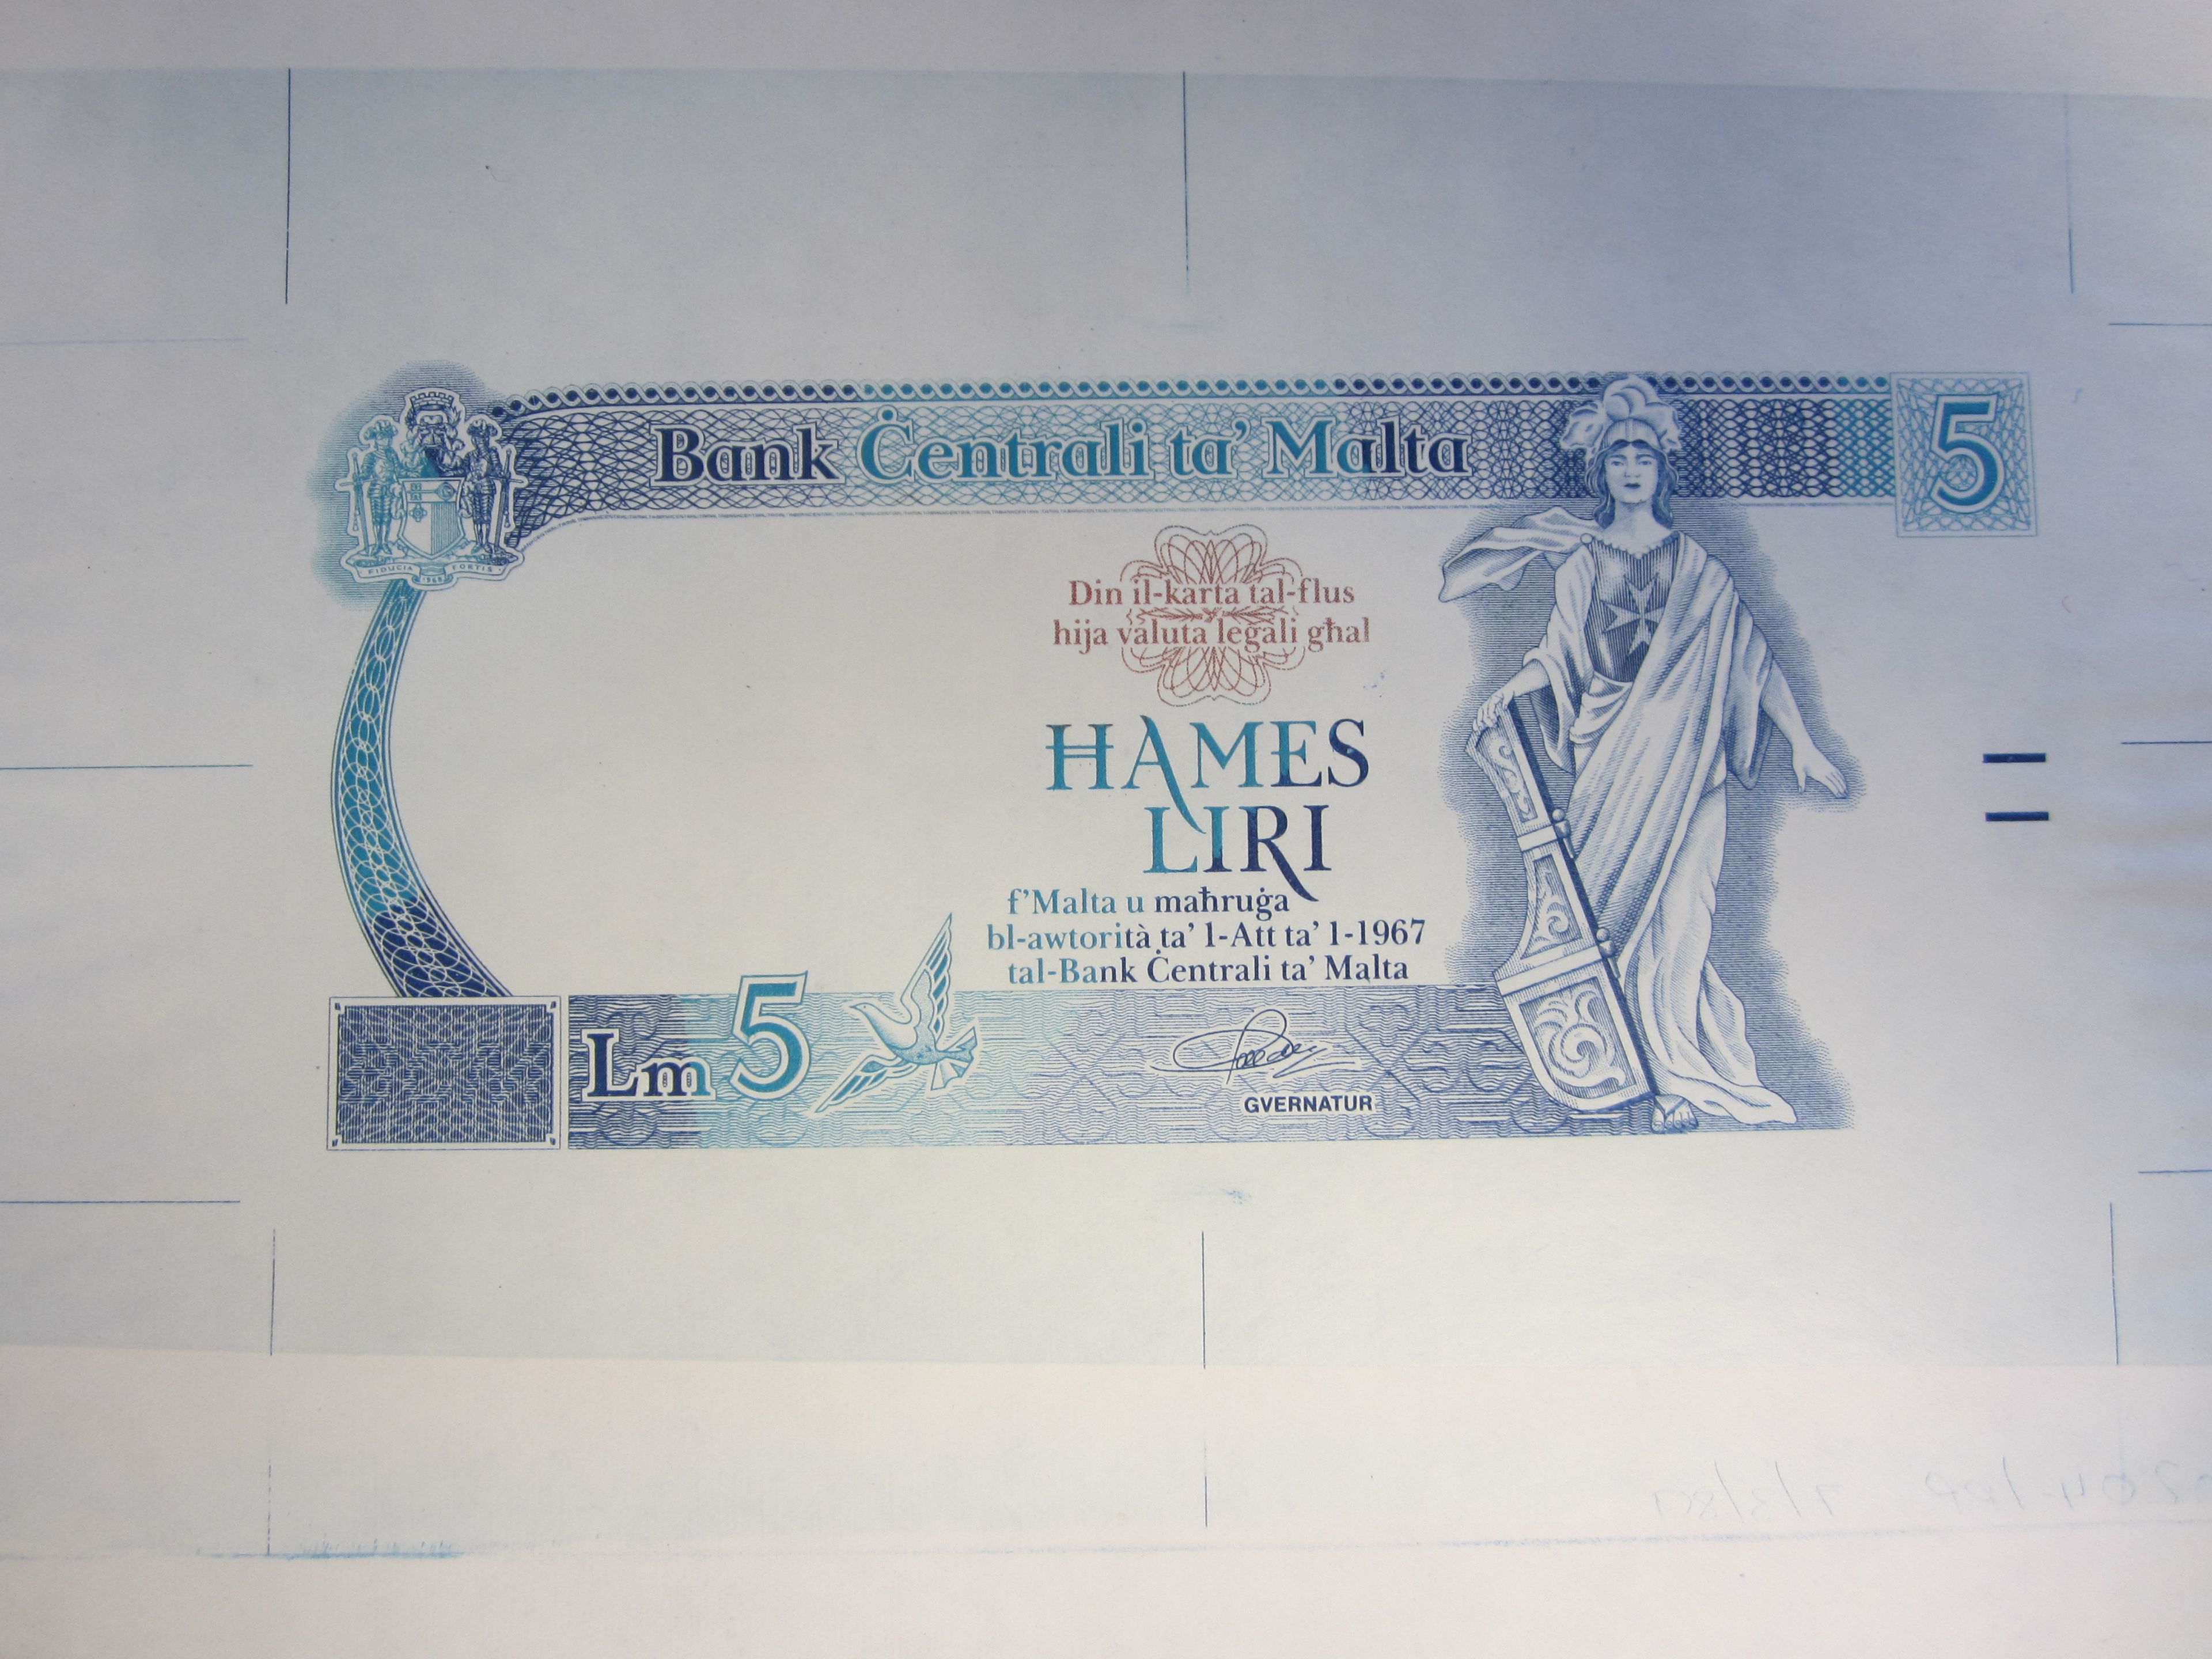 Bank Ċentrali ta' Malta
5
FIDUCIA FORTIS
Din il-karta tal-flus
hija valuta legali għal
ĦAMES
LIRI
f'Malta u maħruġa
bl-awtorità ta' l-Att ta' l-1967
tal-Bank Ċentrali ta' Malta
Lm 5
GVERNATUR